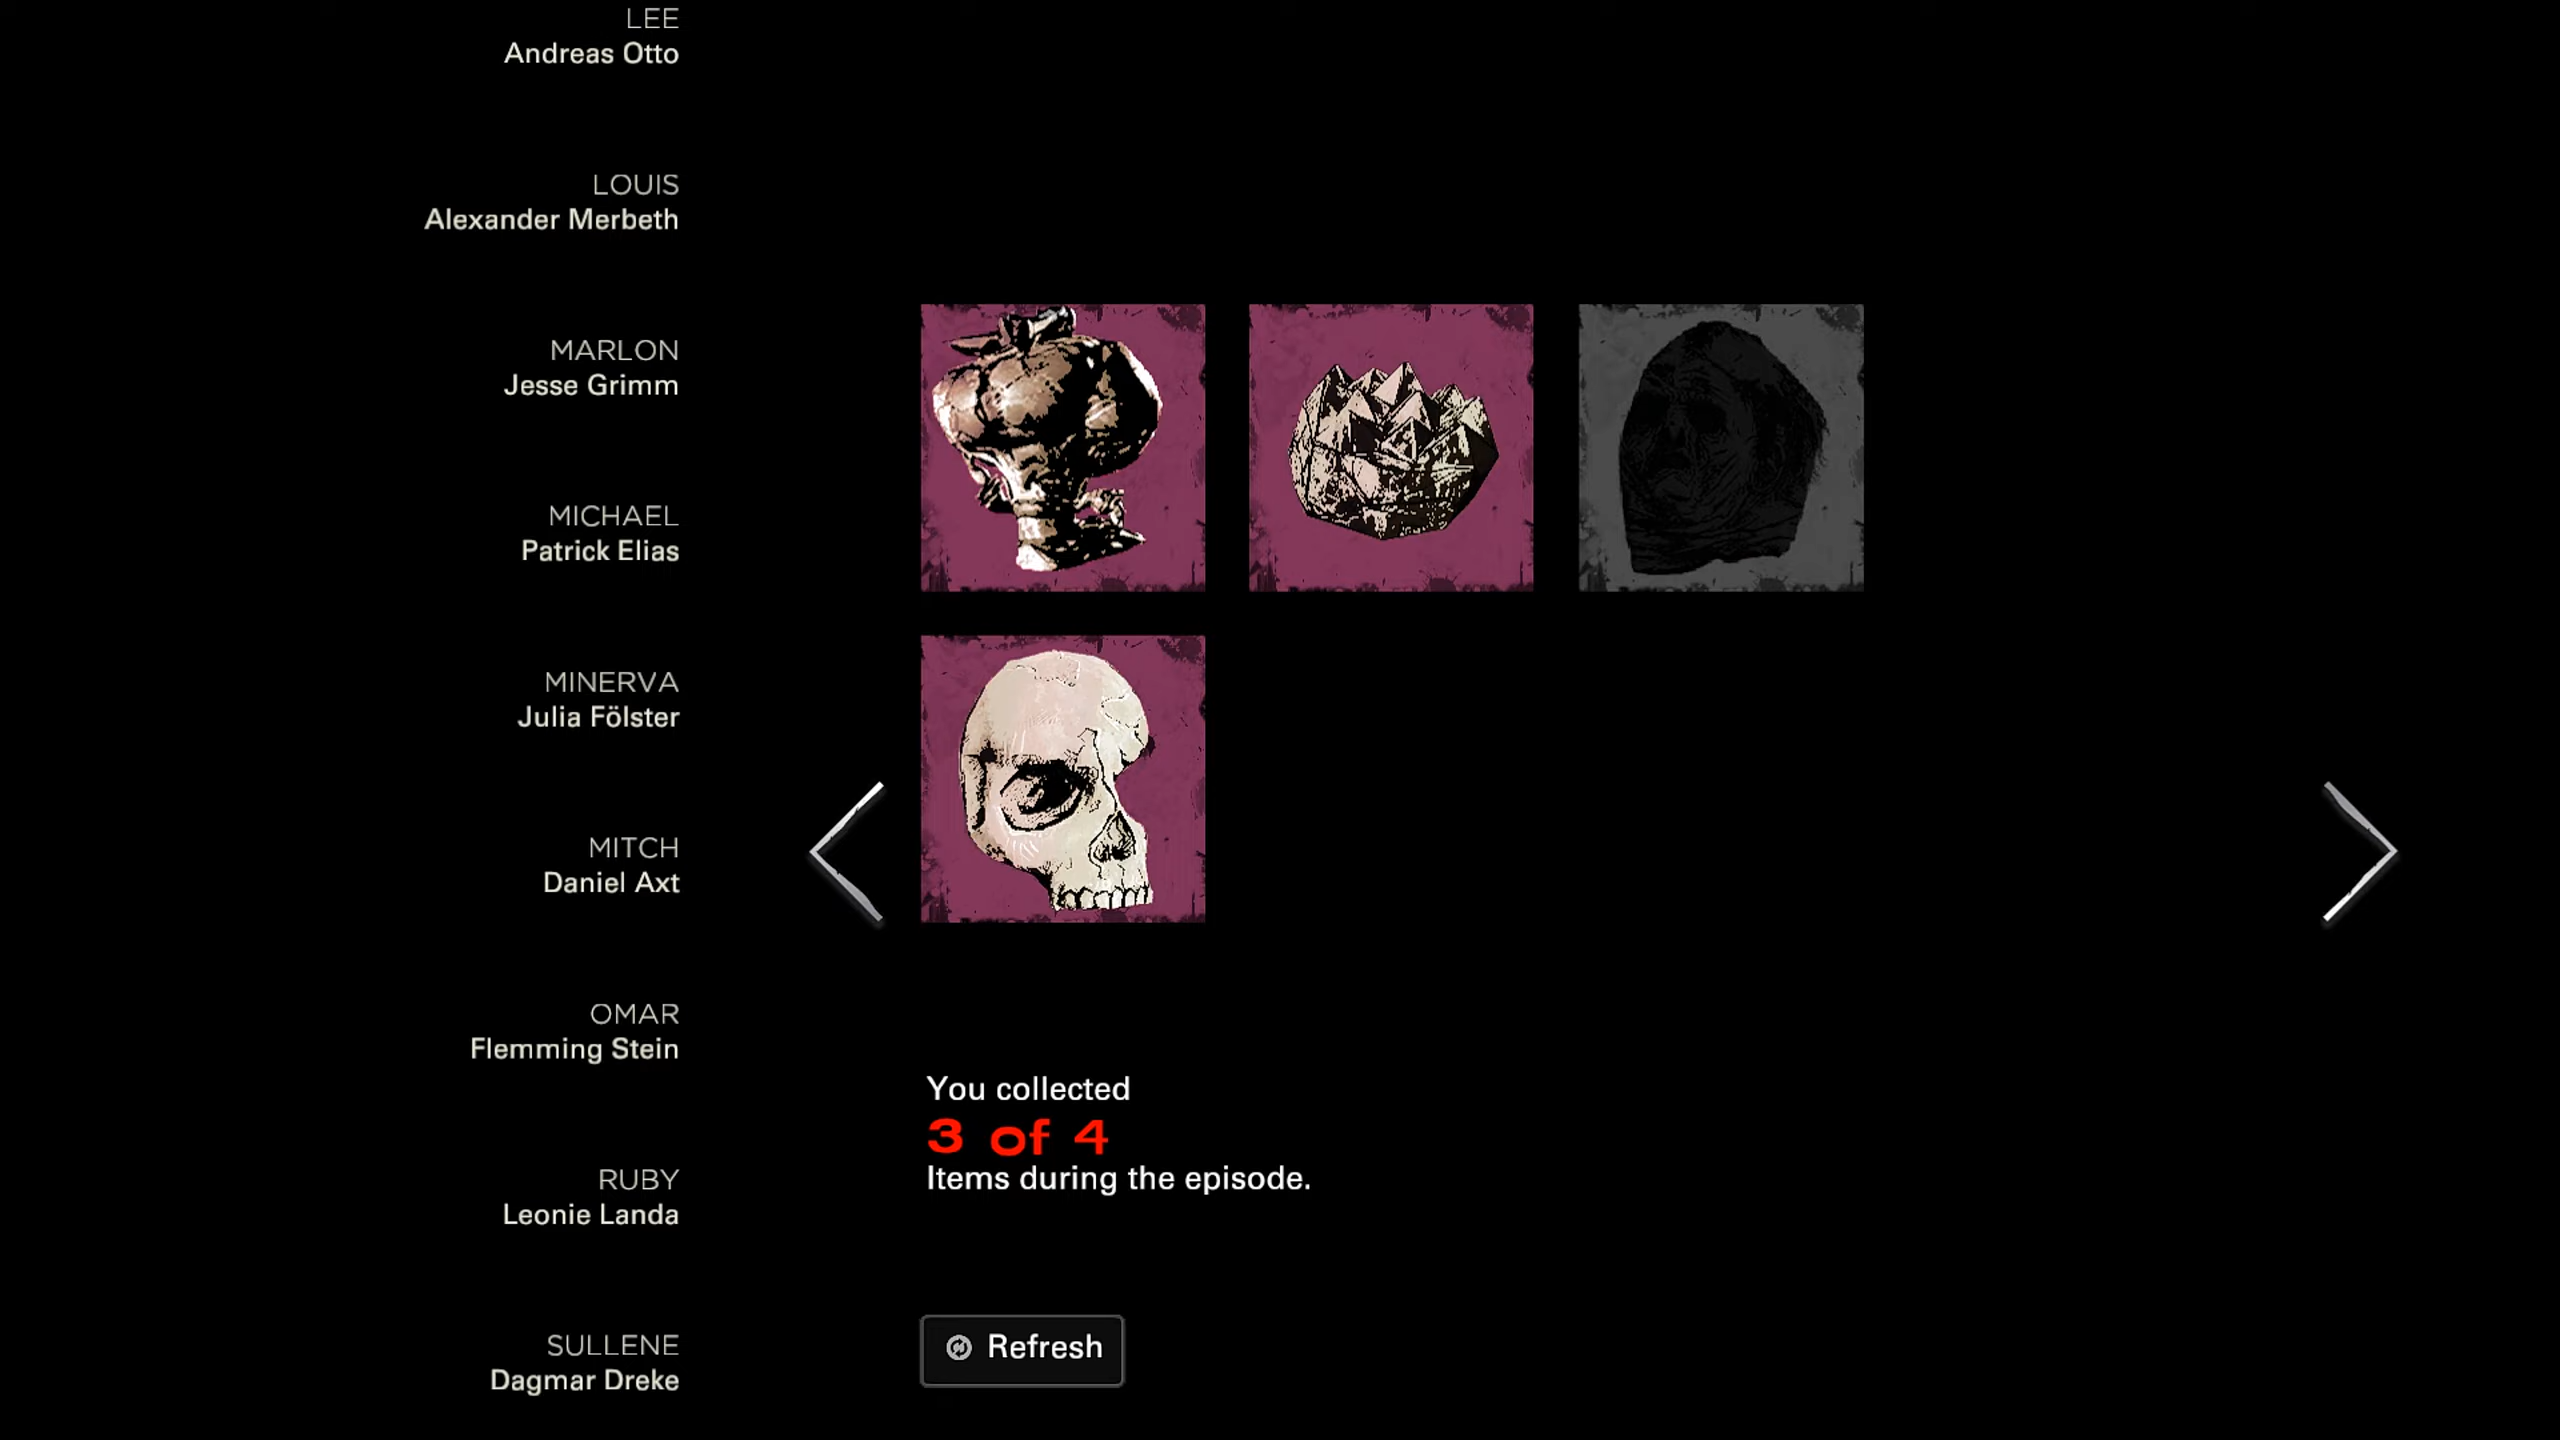 LEE
Andreas Otto
LOUIS
Alexander Merbeth
MARLON
Jesse Grimm
MICHAEL
Patrick Elias
MINERVA
Julia Fölster
MITCH
Daniel Axt
OMAR
Flemming Stein
RUBY
Leonie Landa
SULLENE
Dagmar Dreke
You collected
3 of 4
Items during the episode.
Refresh